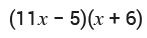 (11x − 5)(x + 6)